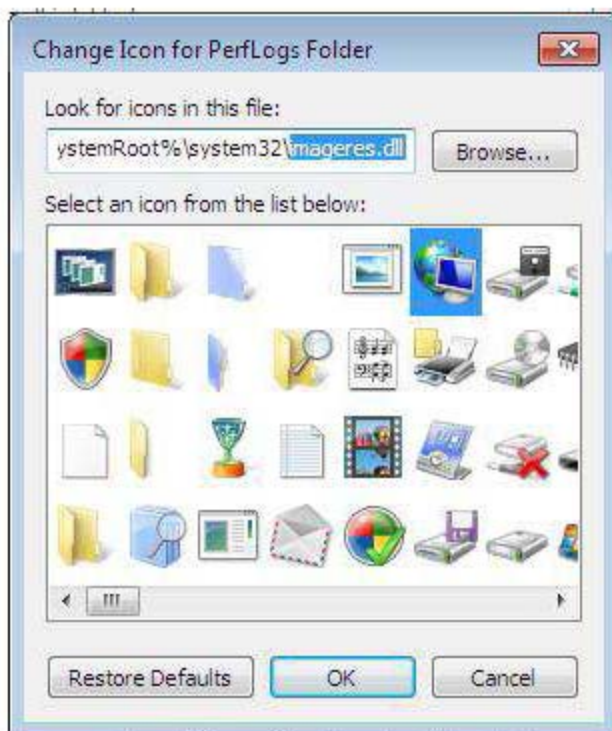 Change Icon for PerfLogs Folder
Look for icons in this file:
ystemRoot%\system32\imageres.dll
Browse...
Select an icon from the list below:
Restore Defaults
OK
Cancel